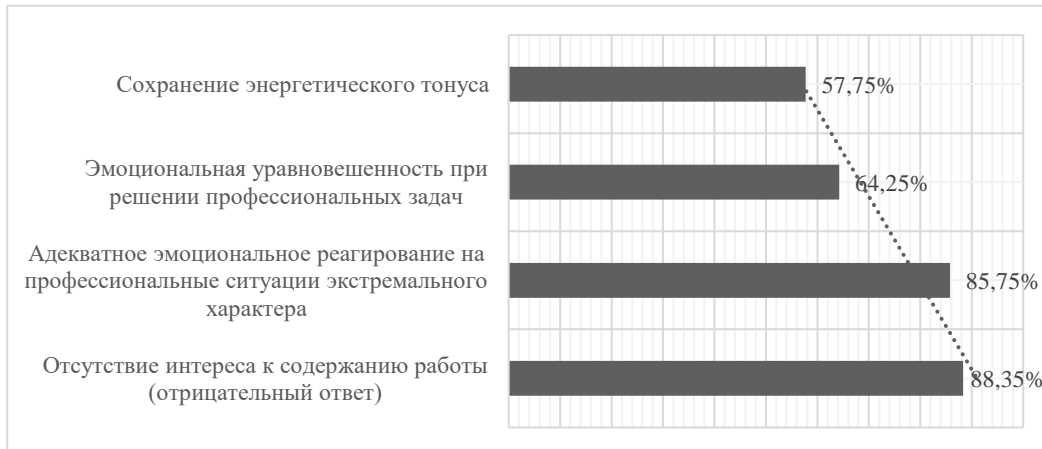 Сохранение энергетического тонуса
57,75%
Эмоциональная уравновешенность при
решении профессиональных задач
64,25%
Адекватное эмоциональное реагирование на
профессиональные ситуации экстремального
характера
85,75%
Отсутствие интереса к содержанию работы
(отрицательный ответ)
88,35%